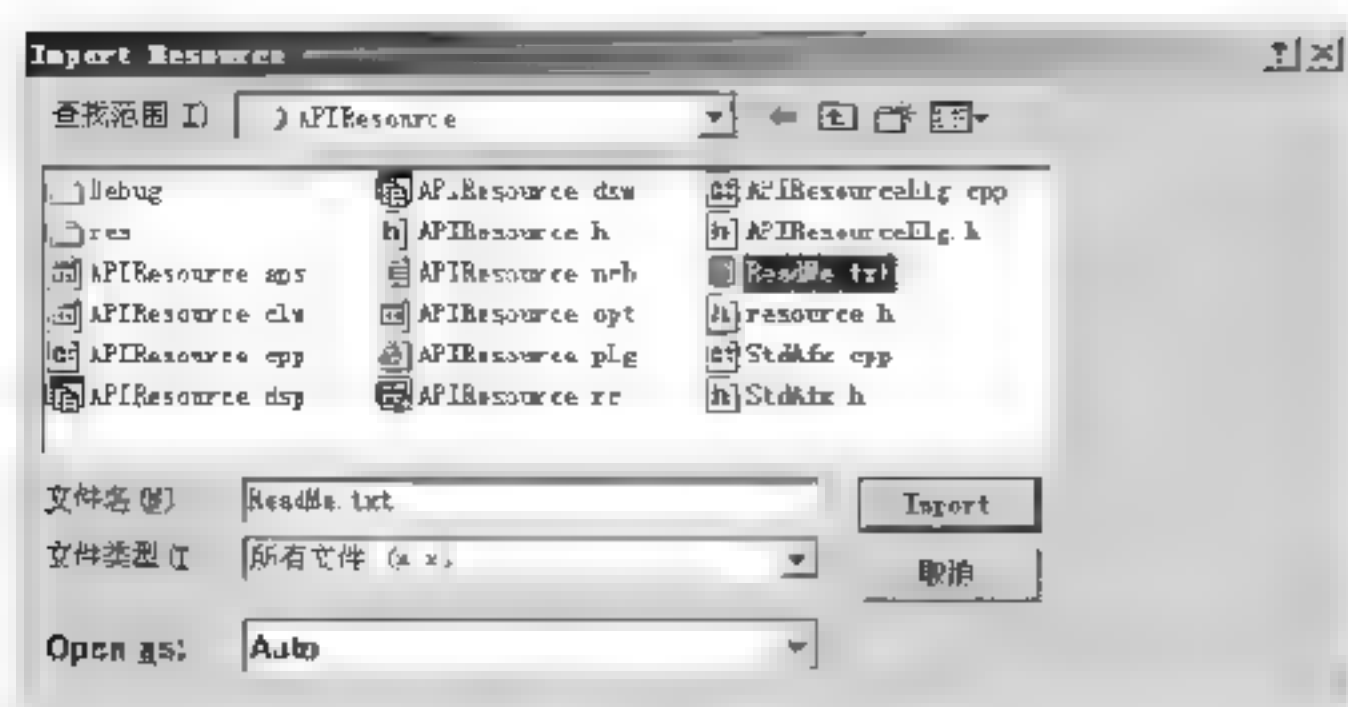 Import Resource
查找范围 I) APIResource
Debug APIResource dsw APIResourceDlg cpp
res APIResource h APIResourceDlg.h
APIResource aps APIResource ncb ReadMe txt
APIResource clw APIResource opt resource h
APIResource cpp APIResource plg StdAfx cpp
APIResource dsp APIResource rc StdAfx h
文件名 (N) ReadMe.txt Import
文件类型 (T 所有文件 (* *)
取消
Open as: Auto